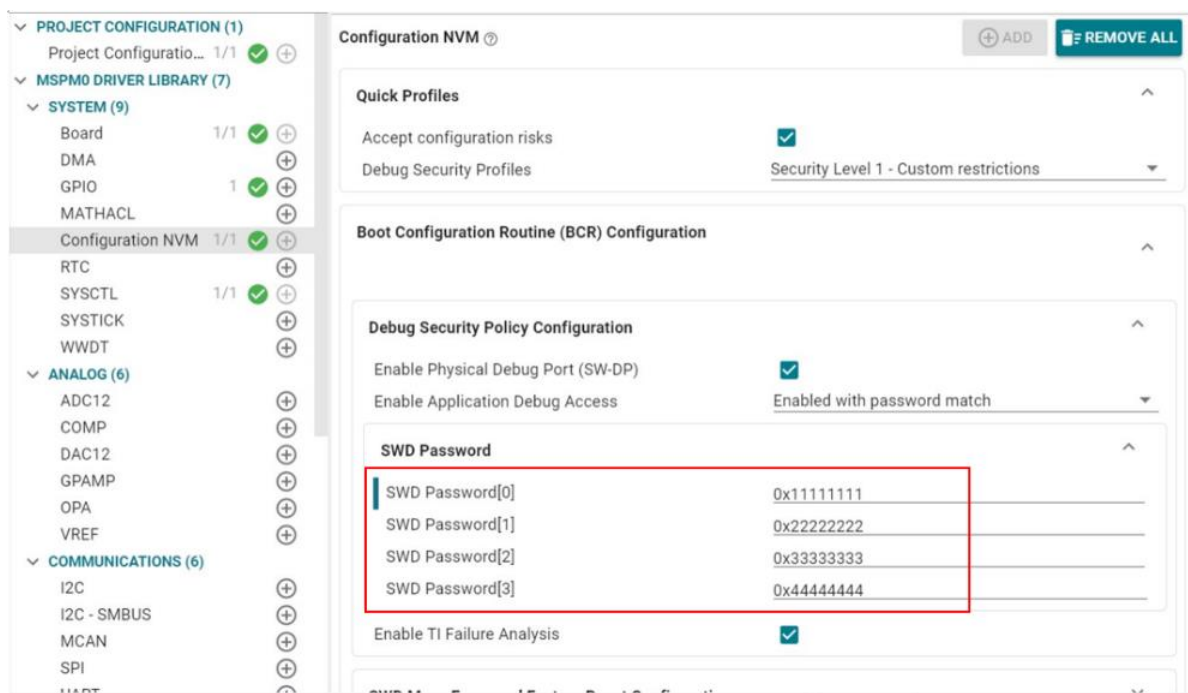 PROJECT CONFIGURATION (1)
Project Configuratio... 1/1
MSPM0 DRIVER LIBRARY (7)
SYSTEM (9)
Board 1/1
DMA
GPIO 1
MATHACL
Configuration NVM 1/1
RTC
SYSCTL 1/1
SYSTICK
WWDT
ANALOG (6)
ADC12
COMP
DAC12
GPAMP
OPA
VREF
COMMUNICATIONS (6)
I2C
I2C - SMBUS
MCAN
SPI
UART
Configuration NVM
ADD
REMOVE ALL
Quick Profiles
Accept configuration risks
Debug Security Profiles Security Level 1 - Custom restrictions
Boot Configuration Routine (BCR) Configuration
Debug Security Policy Configuration
Enable Physical Debug Port (SW-DP)
Enable Application Debug Access Enabled with password match
SWD Password
SWD Password[0] 0x11111111
SWD Password[1] 0x22222222
SWD Password[2] 0x33333333
SWD Password[3] 0x44444444
Enable TI Failure Analysis